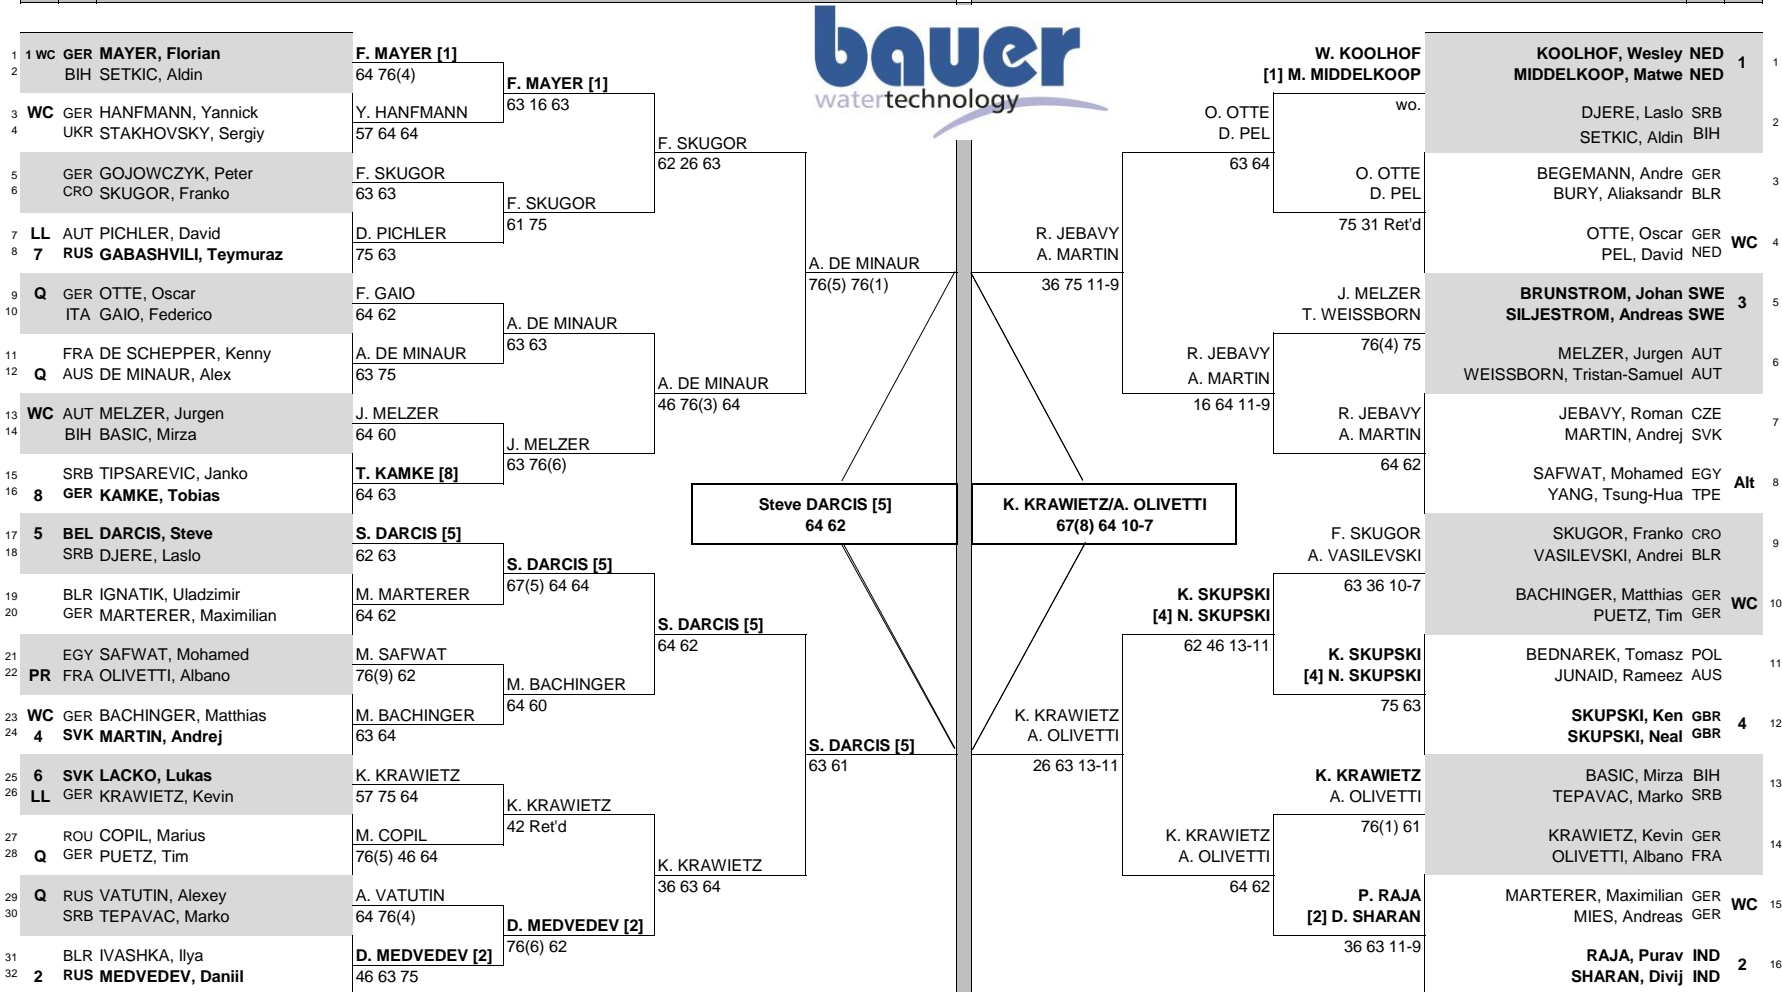 bauer
watertechnology
1 1 WC GER MAYER, Florian
2 BIH SETKIC, Aldin
3 WC GER HANFMANN, Yannick
4 UKR STAKHOVSKY, Sergiy
5 GER GOJOWCZYK, Peter
6 CRO SKUGOR, Franko
7 LL AUT PICHLER, David
8 7 RUS GABASHVILI, Teymuraz
9 Q GER OTTE, Oscar
10 ITA GAIO, Federico
11 FRA DE SCHEPPER, Kenny
12 Q AUS DE MINAUR, Alex
13 WC AUT MELZER, Jurgen
14 BIH BASIC, Mirza
15 SRB TIPSAREVIC, Janko
16 8 GER KAMKE, Tobias
17 5 BEL DARCIS, Steve
18 SRB DJERE, Laslo
19 BLR IGNATIK, Uladzimir
20 GER MARTERER, Maximilian
21 EGY SAFWAT, Mohamed
22 PR FRA OLIVETTI, Albano
23 WC GER BACHINGER, Matthias
24 4 SVK MARTIN, Andrej
25 6 SVK LACKO, Lukas
26 LL GER KRAWIETZ, Kevin
27 ROU COPIL, Marius
28 Q GER PUETZ, Tim
29 Q RUS VATUTIN, Alexey
30 SRB TEPAVAC, Marko
31 BLR IVASHKA, Ilya
32 2 RUS MEDVEDEV, Daniil
F. MAYER [1]
64 76(4)
Y. HANFMANN
57 64 64
F. SKUGOR
63 63
D. PICHLER
75 63
F. GAIO
64 62
A. DE MINAUR
63 75
J. MELZER
64 60
T. KAMKE [8]
64 63
S. DARCIS [5]
62 63
M. MARTERER
64 62
M. SAFWAT
76(9) 62
M. BACHINGER
63 64
K. KRAWIETZ
57 75 64
M. COPIL
76(5) 46 64
A. VATUTIN
64 76(4)
D. MEDVEDEV [2]
46 63 75
F. MAYER [1]
63 16 63
F. SKUGOR
61 75
A. DE MINAUR
63 63
J. MELZER
63 76(6)
S. DARCIS [5]
67(5) 64 64
M. BACHINGER
64 60
K. KRAWIETZ
42 Ret'd
D. MEDVEDEV [2]
76(6) 62
F. SKUGOR
62 26 63
A. DE MINAUR
46 76(3) 64
S. DARCIS [5]
64 62
K. KRAWIETZ
36 63 64
A. DE MINAUR
76(5) 76(1)
S. DARCIS [5]
63 61
Steve DARCIS [5]
64 62
K. KRAWIETZ/A. OLIVETTI
67(8) 64 10-7
R. JEBAVY
A. MARTIN
36 75 11-9
K. KRAWIETZ
A. OLIVETTI
26 63 13-11
O. OTTE
D. PEL
63 64
R. JEBAVY
A. MARTIN
16 64 11-9
K. SKUPSKI
[4] N. SKUPSKI
62 46 13-11
K. KRAWIETZ
A. OLIVETTI
64 62
W. KOOLHOF
[1] M. MIDDELKOOP
wo.
O. OTTE
D. PEL
75 31 Ret'd
J. MELZER
T. WEISSBORN
76(4) 75
R. JEBAVY
A. MARTIN
64 62
F. SKUGOR
A. VASILEVSKI
63 36 10-7
K. SKUPSKI
[4] N. SKUPSKI
75 63
K. KRAWIETZ
A. OLIVETTI
76(1) 61
P. RAJA
[2] D. SHARAN
36 63 11-9
KOOLHOF, Wesley NED
MIDDELKOOP, Matwe NED
1 1
DJERE, Laslo SRB
SETKIC, Aldin BIH
2
BEGEMANN, Andre GER
BURY, Aliaksandr BLR
3
OTTE, Oscar GER
PEL, David NED
WC 4
BRUNSTROM, Johan SWE
SILJESTROM, Andreas SWE
3 5
MELZER, Jurgen AUT
WEISSBORN, Tristan-Samuel AUT
6
JEBAVY, Roman CZE
MARTIN, Andrej SVK
7
SAFWAT, Mohamed EGY
YANG, Tsung-Hua TPE
Alt 8
SKUGOR, Franko CRO
VASILEVSKI, Andrei BLR
9
BACHINGER, Matthias GER
PUETZ, Tim GER
WC 10
BEDNAREK, Tomasz POL
JUNAID, Rameez AUS
11
SKUPSKI, Ken GBR
SKUPSKI, Neal GBR
4 12
BASIC, Mirza BIH
TEPAVAC, Marko SRB
13
KRAWIETZ, Kevin GER
OLIVETTI, Albano FRA
14
MARTERER, Maximilian GER
MIES, Andreas GER
WC 15
RAJA, Purav IND
SHARAN, Divij IND
2 16